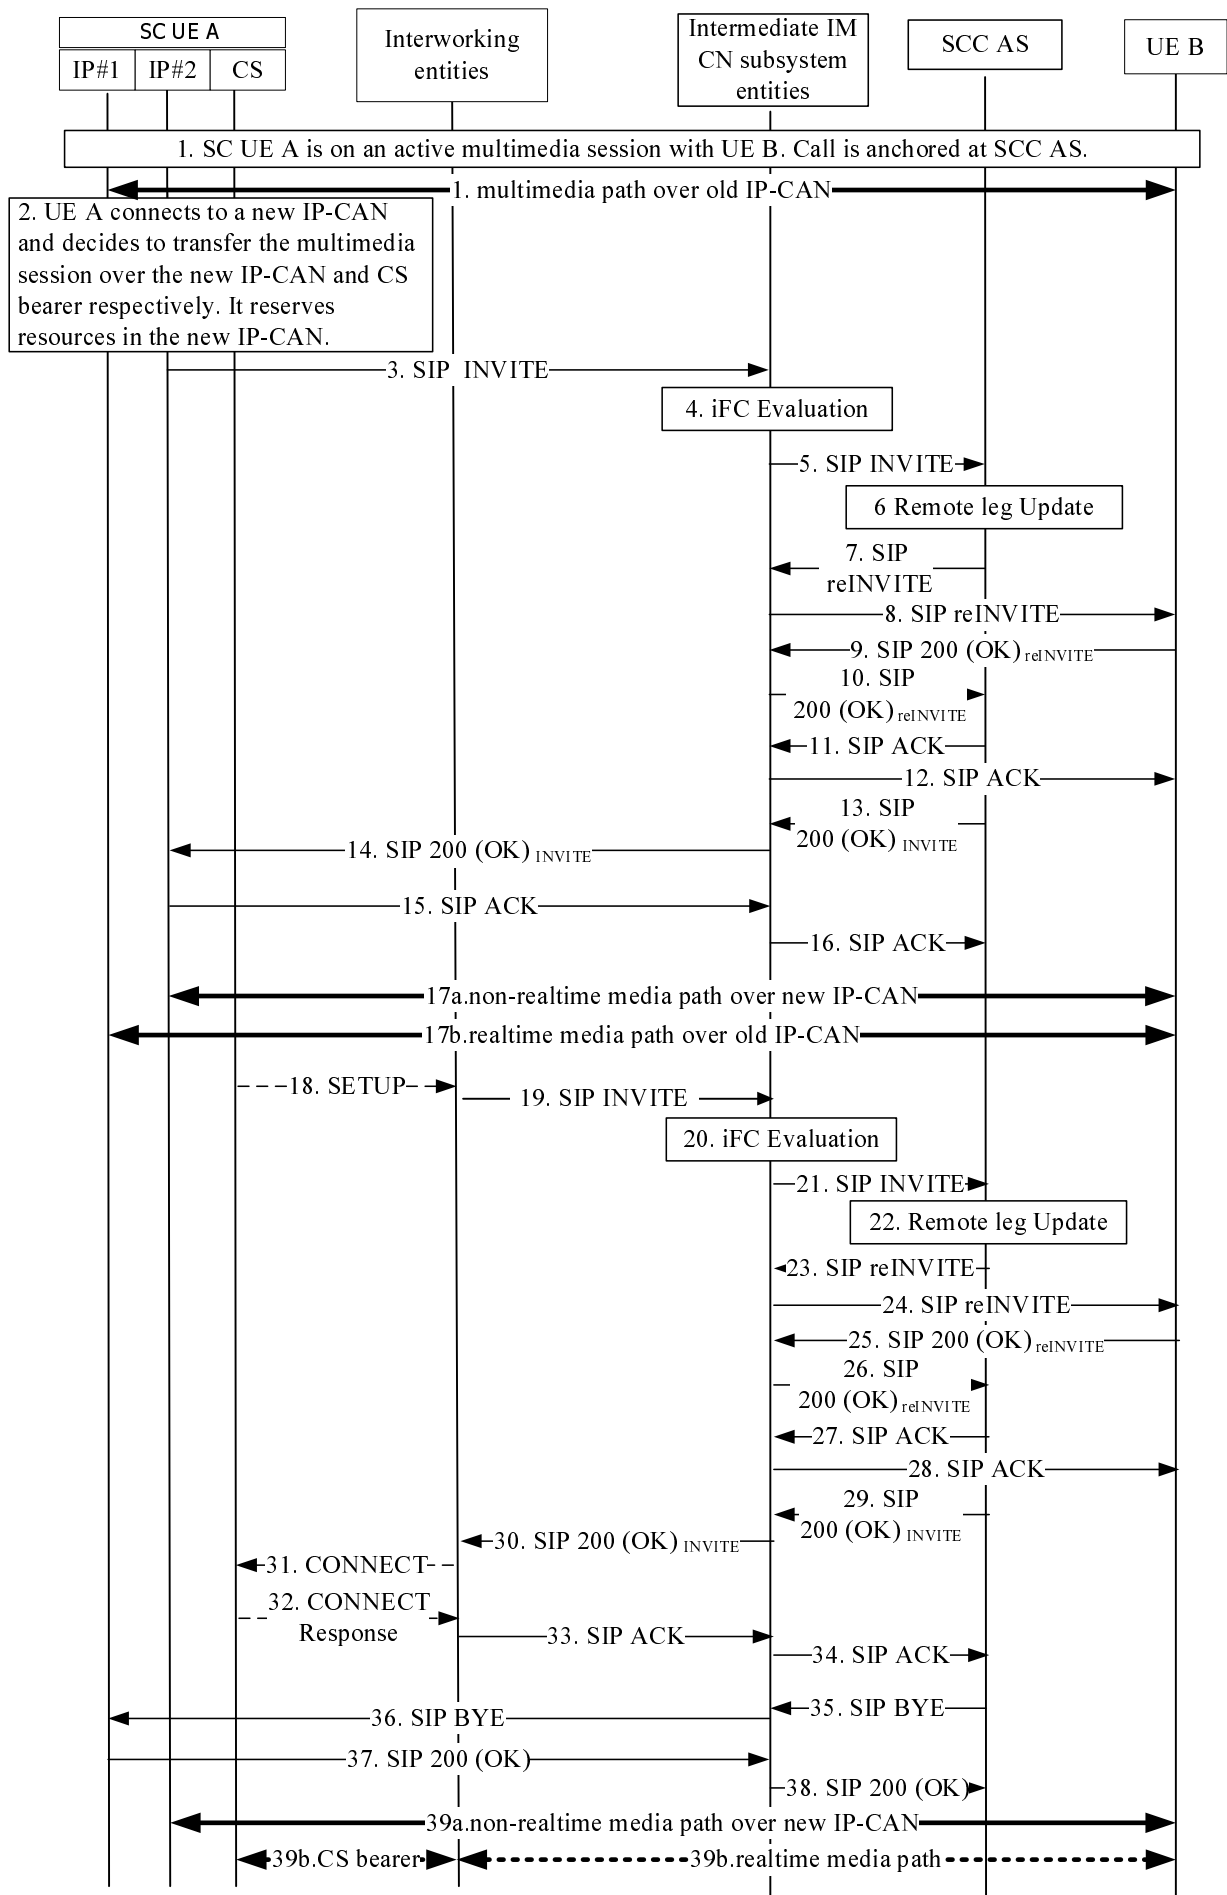 SC UE A
IP#1
IP#2
CS
Interworking
entities
Intermediate IM
CN subsystem
entities
SCC AS
UE B
1. SC UE A is on an active multimedia session with UE B. Call is anchored at SCC AS.
1. multimedia path over old IP-CAN
2. UE A connects to a new IP-CAN
and decides to transfer the multimedia
session over the new IP-CAN and CS
bearer respectively. It reserves
resources in the new IP-CAN.
3. SIP INVITE
4. iFC Evaluation
5. SIP INVITE
6 Remote leg Update
7. SIP
reINVITE
8. SIP reINVITE
9. SIP 200 (OK) reINVITE
10. SIP
200 (OK) reINVITE
11. SIP ACK
12. SIP ACK
13. SIP
200 (OK) INVITE
14. SIP 200 (OK) INVITE
15. SIP ACK
16. SIP ACK
17a.non-realtime media path over new IP-CAN
17b.realtime media path over old IP-CAN
18. SETUP
19. SIP INVITE
20. iFC Evaluation
21. SIP INVITE
22. Remote leg Update
23. SIP reINVITE
24. SIP reINVITE
25. SIP 200 (OK) reINVITE
26. SIP
200 (OK) reINVITE
27. SIP ACK
28. SIP ACK
29. SIP
200 (OK) INVITE
30. SIP 200 (OK) INVITE
31. CONNECT
32. CONNECT
Response
33. SIP ACK
34. SIP ACK
35. SIP BYE
36. SIP BYE
37. SIP 200 (OK)
38. SIP 200 (OK)
39a.non-realtime media path over new IP-CAN
39b.CS bearer
39b.realtime media path